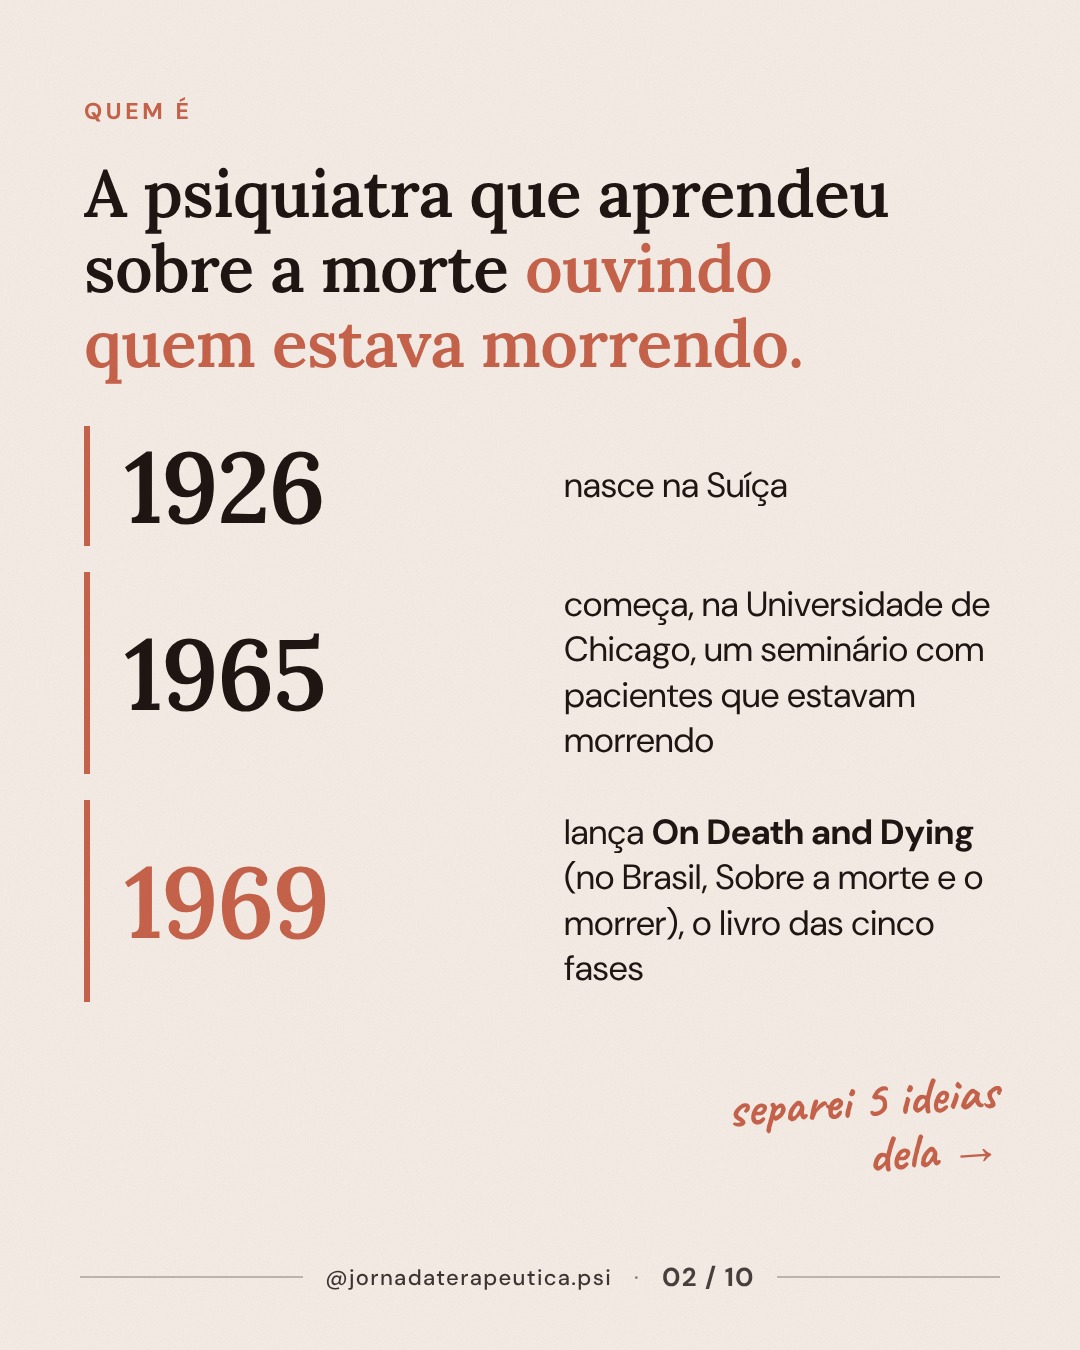 QUEM É
A psiquiatra que aprendeu
sobre a morte ouvindo
quem estava morrendo.
1926
nasce na Suíça
1965
começa, na Universidade de
Chicago, um seminário com
pacientes que estavam
morrendo
1969
lança On Death and Dying
(no Brasil, Sobre a morte e o
morrer), o livro das cinco
fases
separei 5 ideias
dela →
@jornadaterapeutica.psi · 02 / 10